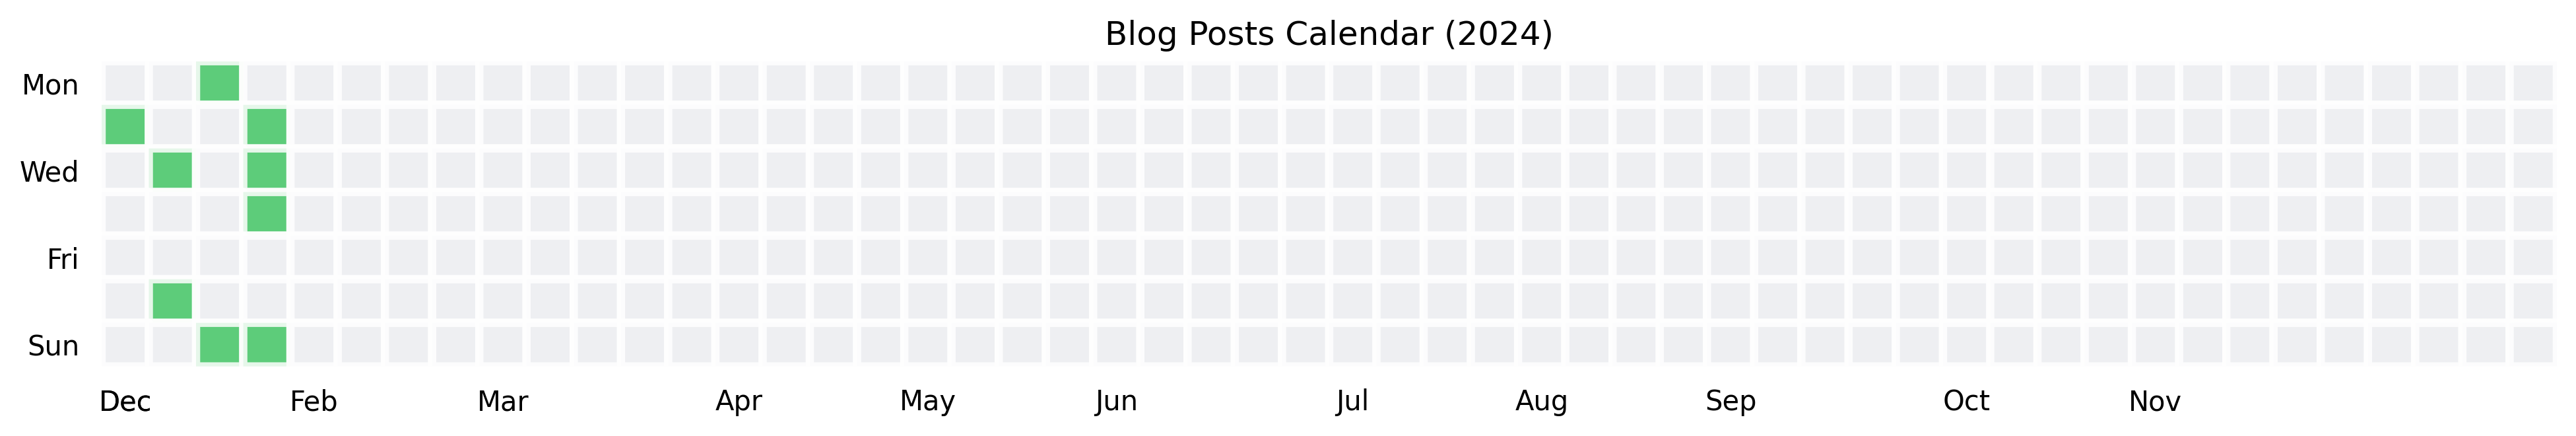 Blog Posts Calendar (2024)
Mon
Wed
Fri
Sun
Dec Feb Mar Apr May Jun Jul Aug Sep Oct Nov